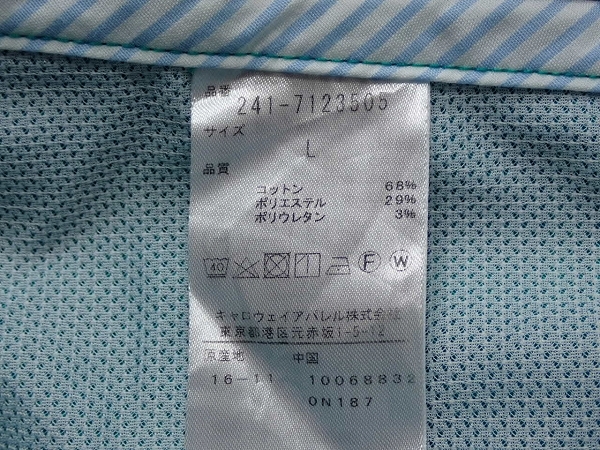 品番
241-7123505
サイズ
L
品質
コットン 68%
ポリエステル 29%
ポリウレタン 3%
40 F W
キャロウェイアパレル株式会社
東京都港区元赤坂1-5-12
原産地 中国
16-11 10068832
0N187